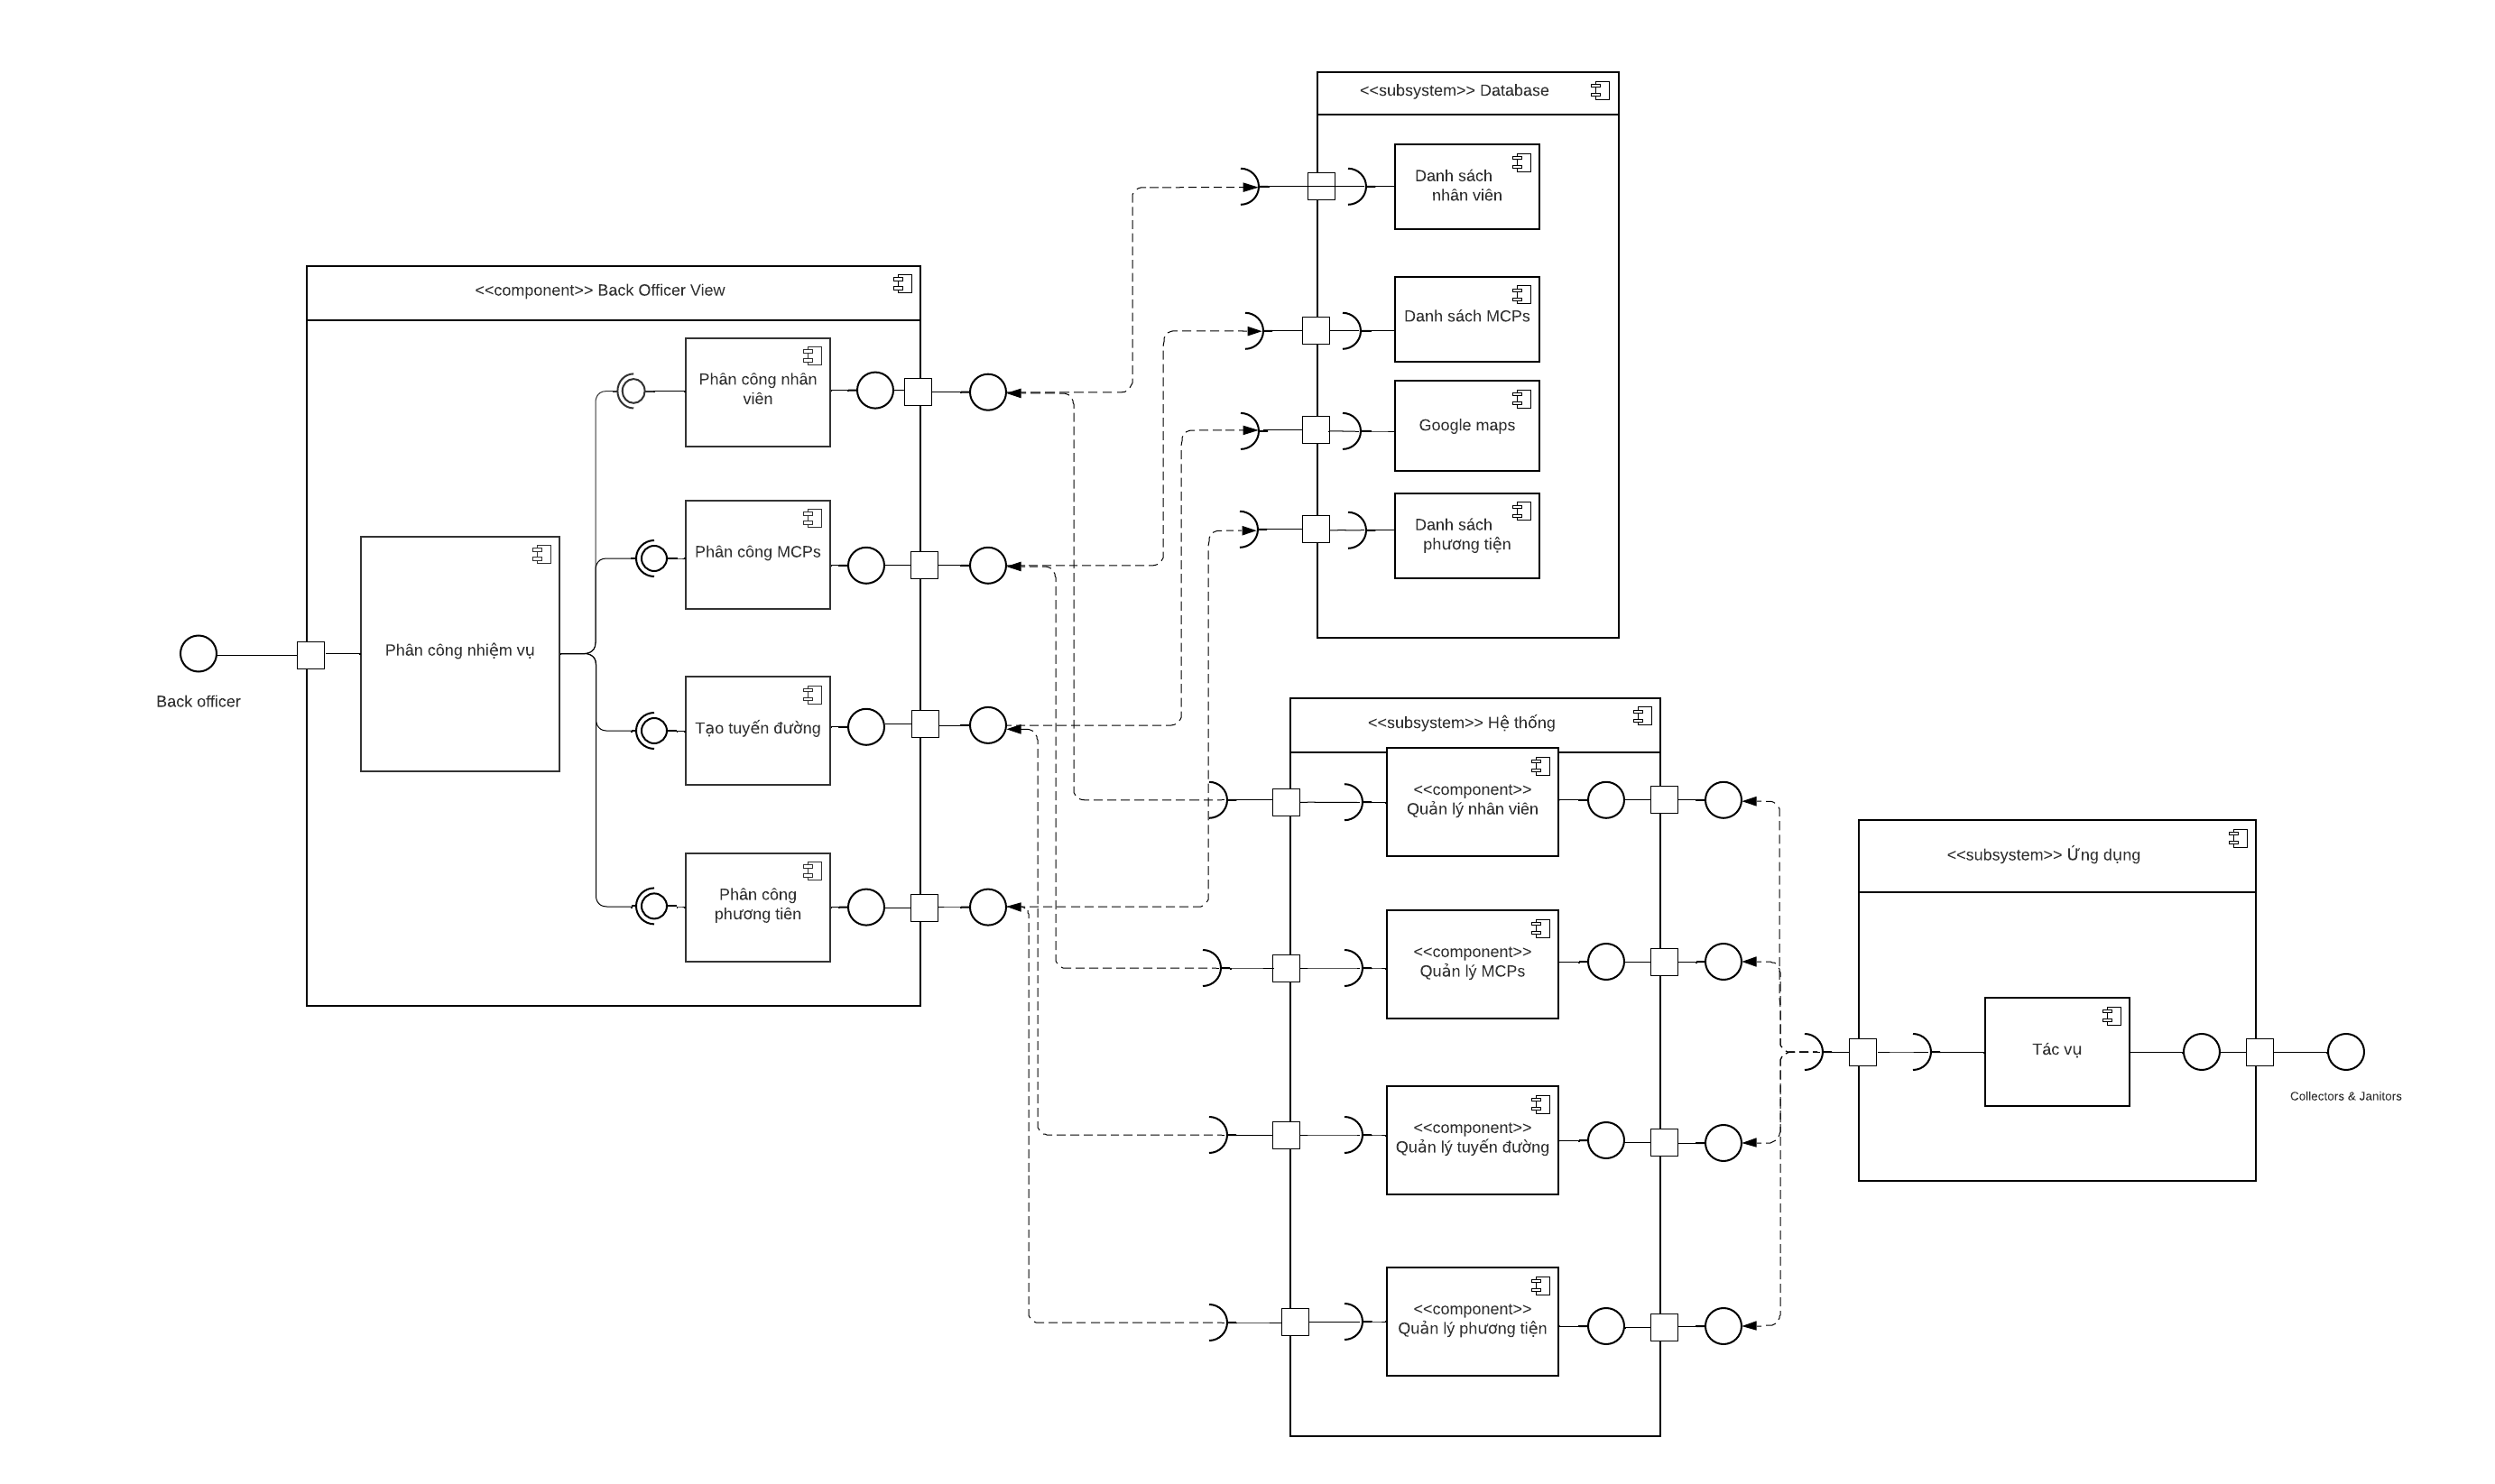 <<subsystem>> Database
Danh sách
nhân viên
Danh sách MCPs
Google maps
Danh sách
phương tiện
<<component>> Back Officer View
Phân công nhân
viên
Phân công MCPs
Phân công nhiệm vụ
Tạo tuyến đường
Phân công
phương tiên
Back officer
<<subsystem>> Hệ thống
<<component>>
Quản lý nhân viên
<<component>>
Quản lý MCPs
<<component>>
Quản lý tuyến đường
<<component>>
Quản lý phương tiện
<<subsystem>> Ứng dụng
Tác vụ
Collectors & Janitors